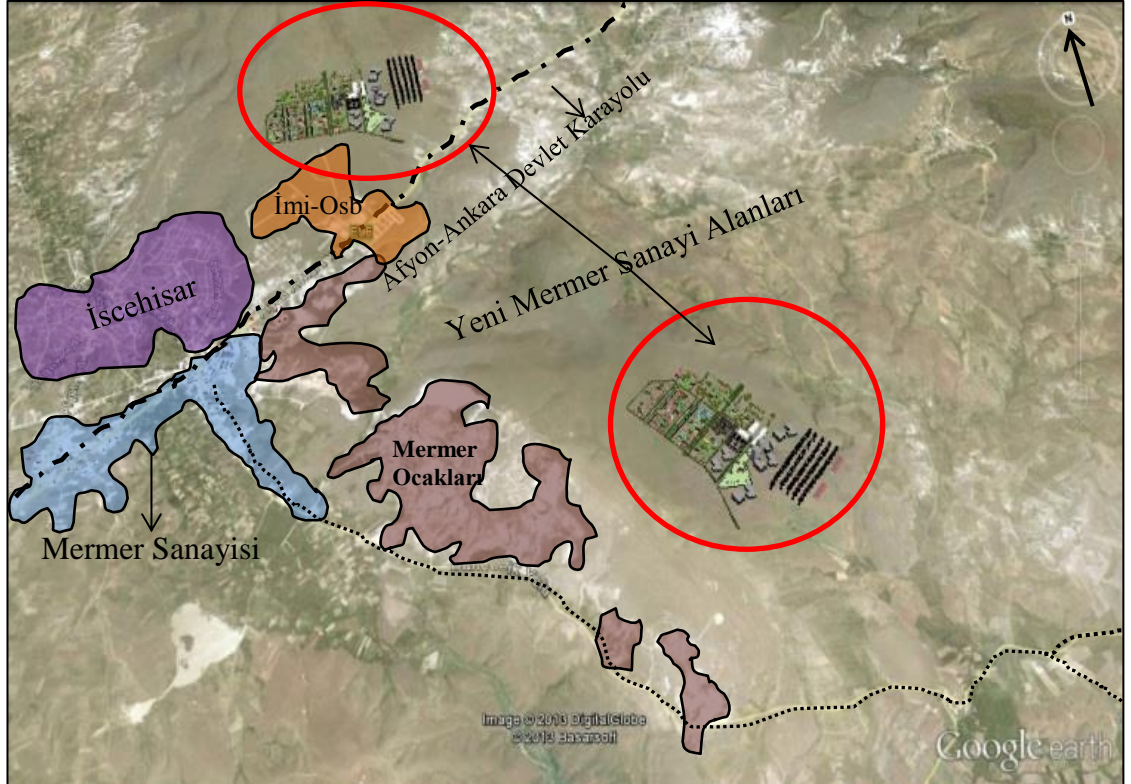 N
Afyon-Ankara Devlet Karayolu
İmi-Osb
Yeni Mermer Sanayi Alanları
İscehisar
Mermer
Ocakları
Mermer Sanayisi
Image © 2013 DigitalGlobe
© 2013 Basarsoft
Google earth